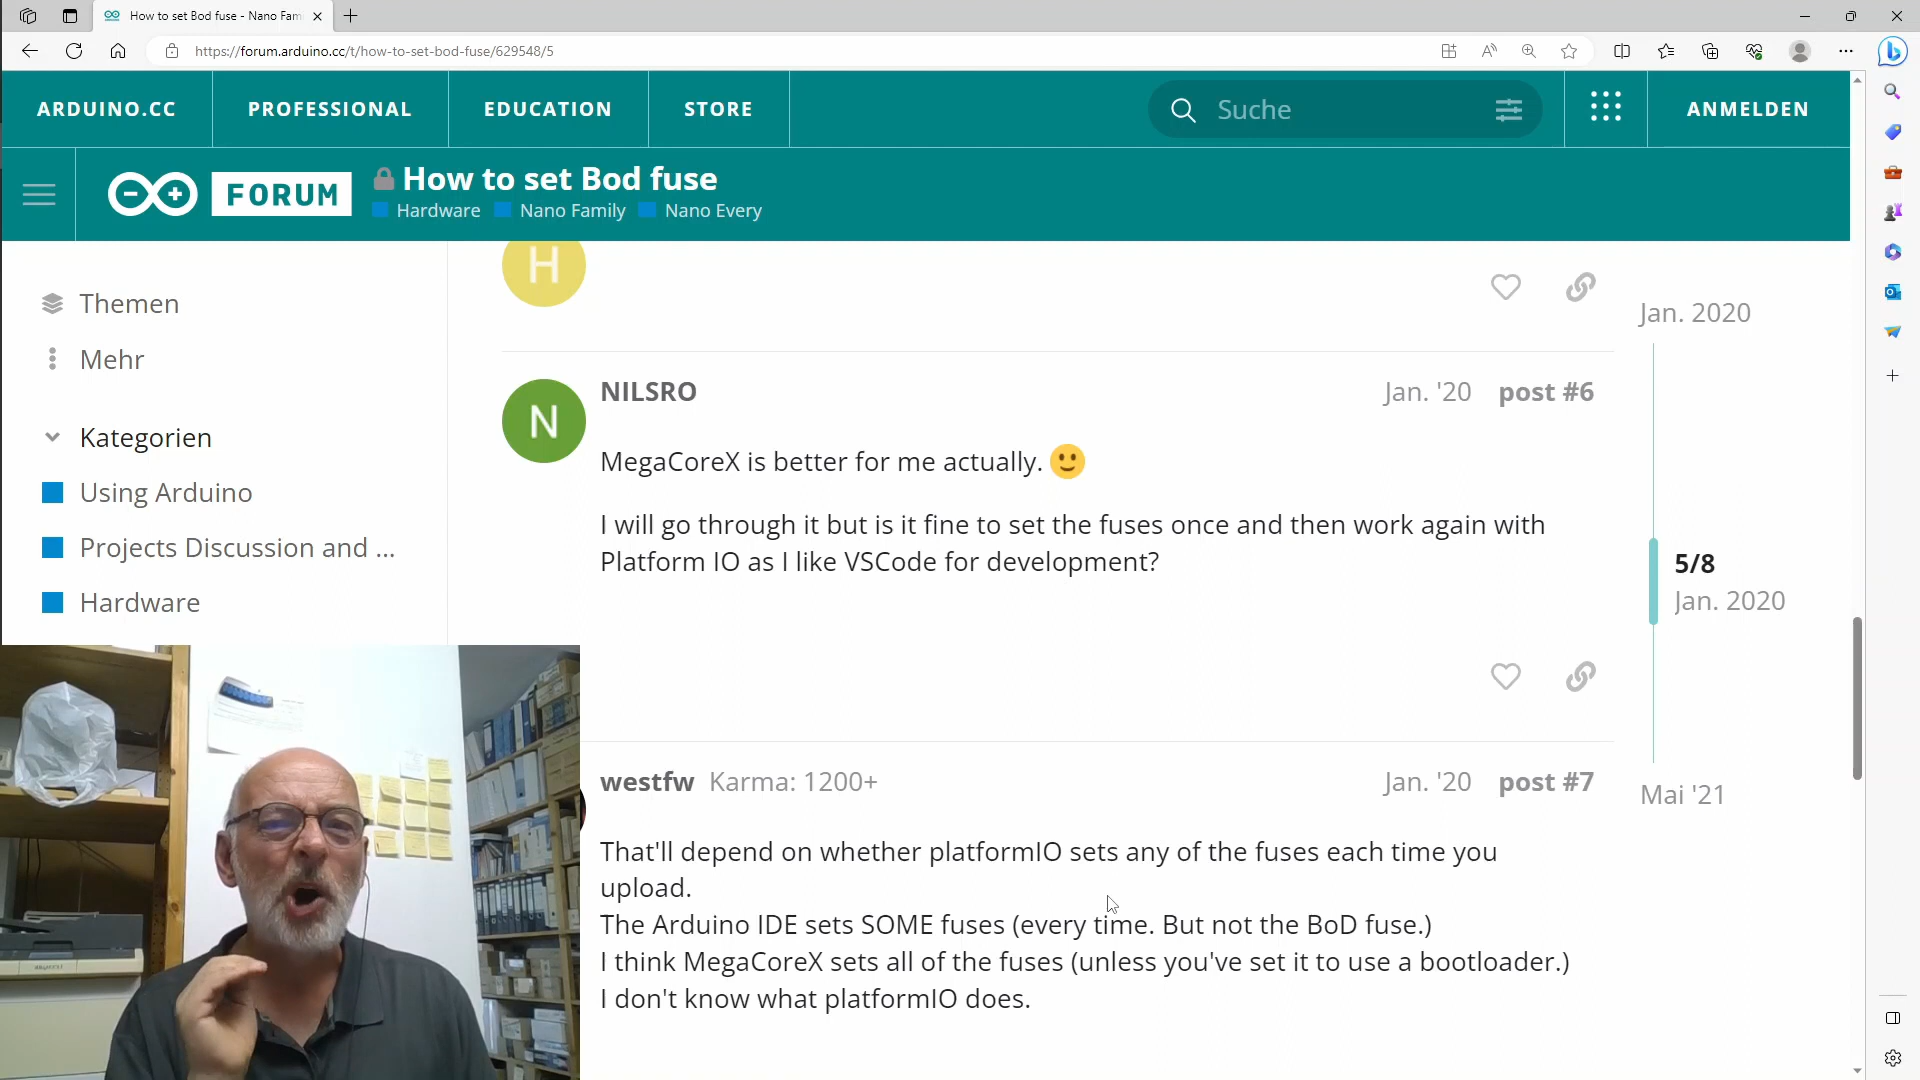 How to set Bod fuse - Nano Fam
https://forum.arduino.cc/t/how-to-set-bod-fuse/629548/5
ARDUINO.CC
PROFESSIONAL
EDUCATION
STORE
Suche
ANMELDEN
FORUM
How to set Bod fuse
Hardware
Nano Family
Nano Every
Themen
Mehr
Kategorien
Using Arduino
Projects Discussion and ...
Hardware
H
Jan. 2020
N
NILSRO
Jan. '20
post #6
MegaCoreX is better for me actually.
I will go through it but is it fine to set the fuses once and then work again with
Platform IO as I like VSCode for development?
5/8
Jan. 2020
Mai '21
westfw Karma: 1200+
Jan. '20
post #7
That'll depend on whether platformIO sets any of the fuses each time you
upload.
The Arduino IDE sets SOME fuses (every time. But not the BoD fuse.)
I think MegaCoreX sets all of the fuses (unless you've set it to use a bootloader.)
I don't know what platformIO does.